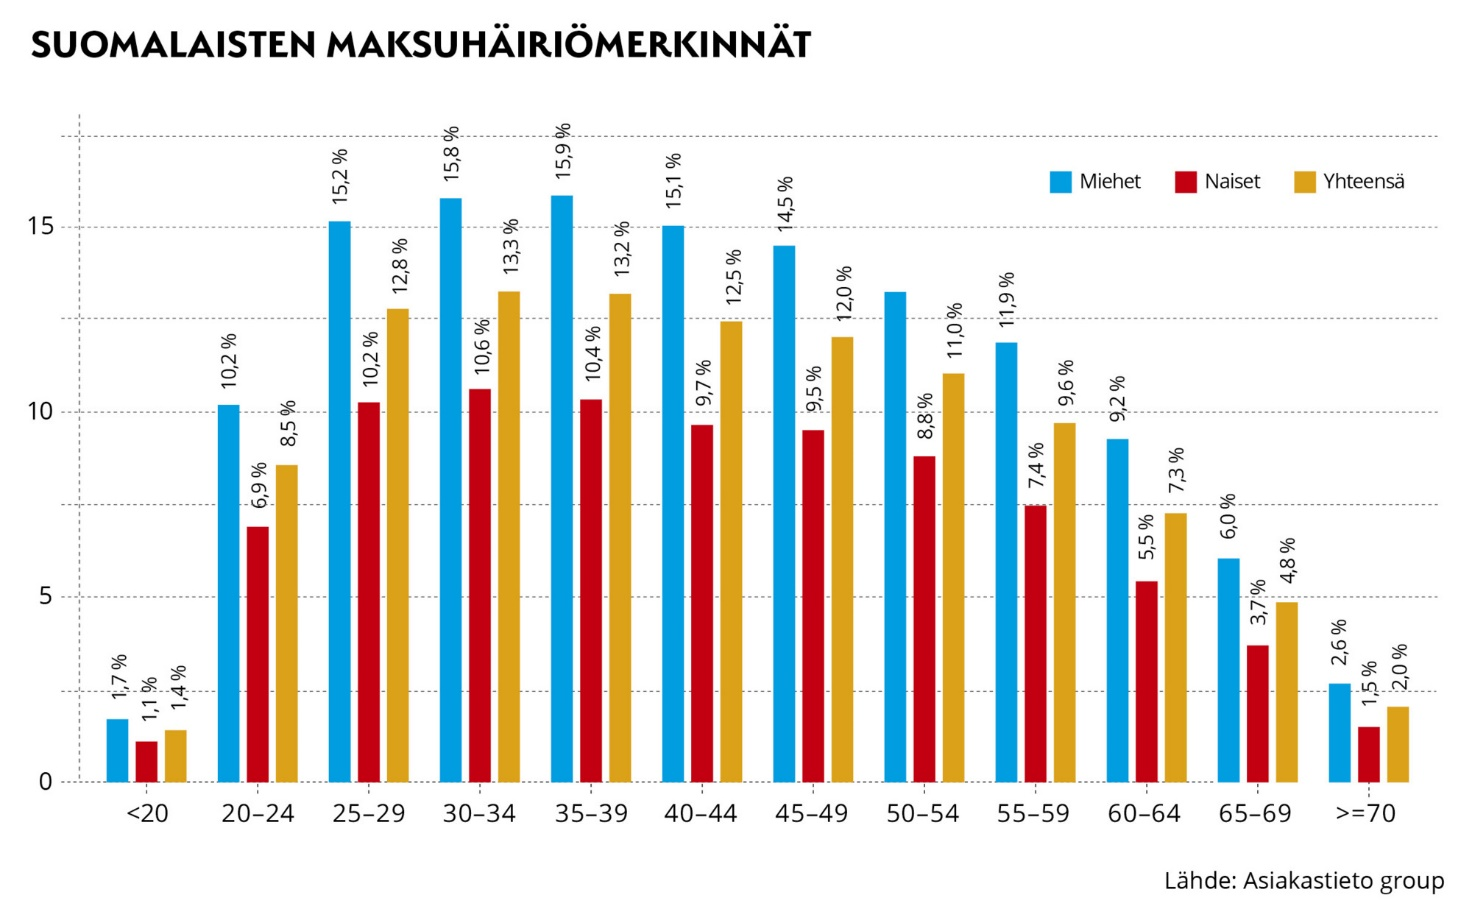 SUOMALAISTEN MAKSUHÄIRIÖMERKINNÄT
Miehet Naiset Yhteensä
15
10
5
0
1,7 % 1,1 % 1,4 %
10,2 % 6,9 % 8,5 %
15,2 % 10,2 % 12,8 %
15,8 % 10,6 % 13,3 %
15,9 % 10,4 % 13,2 %
15,1 % 9,7 % 12,5 %
14,5 % 9,5 % 12,0 %
8,8 % 11,0 %
11,9 % 7,4 % 9,6 %
9,2 % 5,5 % 7,3 %
6,0 % 3,7 % 4,8 %
2,6 % 1,5 % 2,0 %
<20 20–24 25–29 30–34 35–39 40–44 45–49 50–54 55–59 60–64 65–69 >=70
Lähde: Asiakastieto group